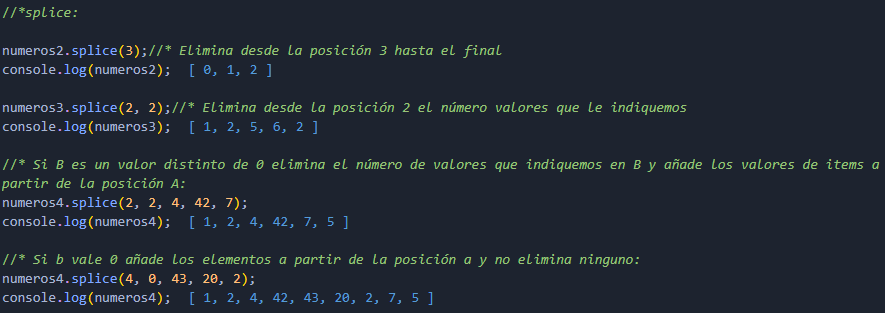 //*splice:
numeros2.splice(3);//* Elimina desde la posición 3 hasta el final
console.log(numeros2);  [ 0, 1, 2 ]
numeros3.splice(2, 2);//* Elimina desde la posición 2 el número valores que le indiquemos
console.log(numeros3);  [ 1, 2, 5, 6, 2 ]
//* Si B es un valor distinto de 0 elimina el número de valores que indiquemos en B y añade los valores de items a
partir de la posición A:
numeros4.splice(2, 2, 4, 42, 7);
console.log(numeros4);  [ 1, 2, 4, 42, 7, 5 ]
//* Si b vale 0 añade los elementos a partir de la posición a y no elimina ninguno:
numeros4.splice(4, 0, 43, 20, 2);
console.log(numeros4);  [ 1, 2, 4, 42, 43, 20, 2, 7, 5 ]